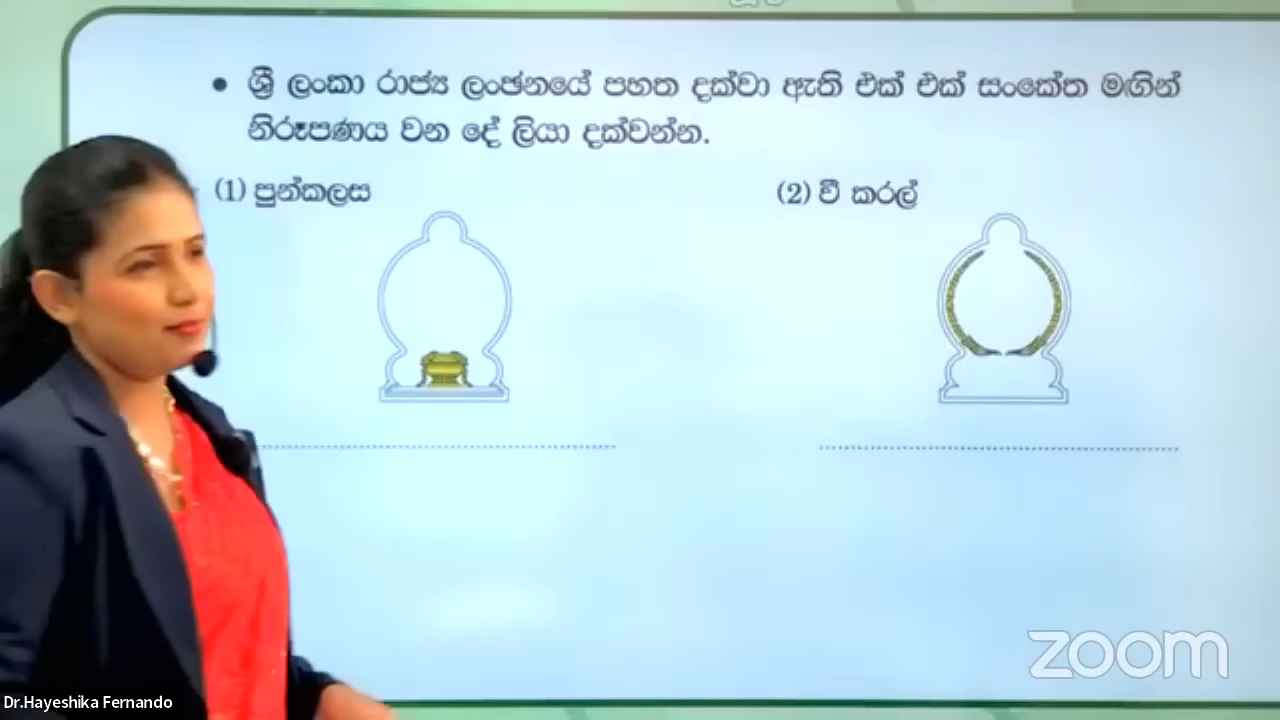 • ශ්‍රී ලංකා රාජ්‍ය ලංඡනයේ පහත දක්වා ඇති එක් එක් සංකේත මඟින්
නිරූපණය වන දේ ලියා දක්වන්න.
(1) පුන්කලස
(2) වී කරල්
zoom
Dr.Hayeshika Fernando